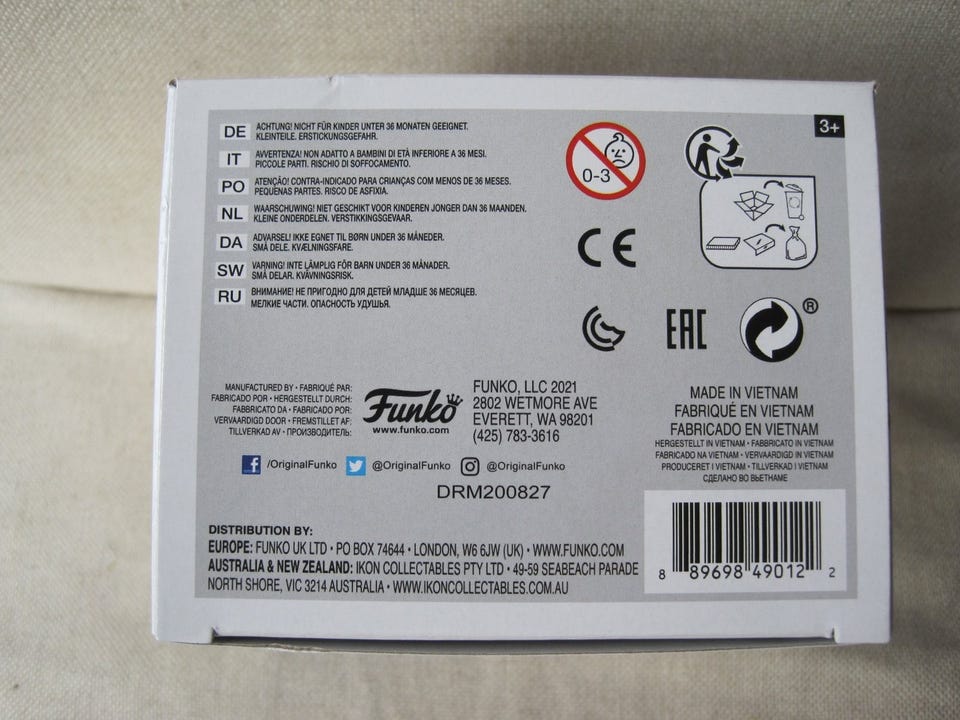 DE ACHTUNG! NICHT FÜR KINDER UNTER 36 MONATEN GEEIGNET.
KLEINTEILE. ERSTICKUNGSGEFAHR.
IT AVVERTENZA! NON ADATTO A BAMBINI DI ETÀ INFERIORE A 36 MESI.
PICCOLE PARTI. RISCHIO DI SOFFOCAMENTO.
PO ATENÇÃO! CONTRA-INDICADO PARA CRIANÇAS COM MENOS DE 36 MESES.
PEQUENAS PARTES. RISCO DE ASFIXIA.
NL WAARSCHUWING! NIET GESCHIKT VOOR KINDEREN JONGER DAN 36 MAANDEN.
KLEINE ONDERDELEN. VERSTIKKINGSGEVAAR.
DA ADVARSEL! IKKE EGNET TIL BØRN UNDER 36 MÅNEDER.
SMÅ DELE. KVÆLNINGSFARE.
SW VARNING! INTE LÄMPLIG FÖR BARN UNDER 36 MÅNADER.
SMÅ DELAR. KVÄVNINGSRISK.
RU ВНИМАНИЕ! НЕ ПРИГОДНО ДЛЯ ДЕТЕЙ МЛАДШЕ 36 МЕСЯЦЕВ.
МЕЛКИЕ ЧАСТИ. ОПАСНОСТЬ УДУШЬЯ.
0-3
3+
CE
EAC
®
MANUFACTURED BY • FABRIQUÉ PAR:
FABRICADO POR • HERGESTELLT DURCH:
FABBRICATO DA • FABRICADO POR:
VERVAARDIGD DOOR • FREMSTILLET AF:
TILLVERKAD AV • ПРОИЗВОДИТЕЛЬ:
Funko
www.funko.com
FUNKO, LLC 2021
2802 WETMORE AVE
EVERETT, WA 98201
(425) 783-3616
/OriginalFunko @OriginalFunko @OriginalFunko
DRM200827
MADE IN VIETNAM
FABRIQUÉ EN VIETNAM
FABRICADO EN VIETNAM
HERGESTELLT IN VIETNAM • FABBRICATO IN VIETNAM
FABRICADO NA VIETNAM • VERVAARDIGD IN VIETNAM
PRODUCERET I VIETNAM • TILLVERKAD I VIETNAM
СДЕЛАНО ВО ВЬЕТНАМЕ
DISTRIBUTION BY:
EUROPE: FUNKO UK LTD • PO BOX 74644 • LONDON, W6 6JW (UK) • WWW.FUNKO.COM
AUSTRALIA & NEW ZEALAND: IKON COLLECTABLES PTY LTD • 49-59 SEABEACH PARADE
NORTH SHORE, VIC 3214 AUSTRALIA • WWW.IKONCOLLECTABLES.COM.AU
8 89698 49012 2